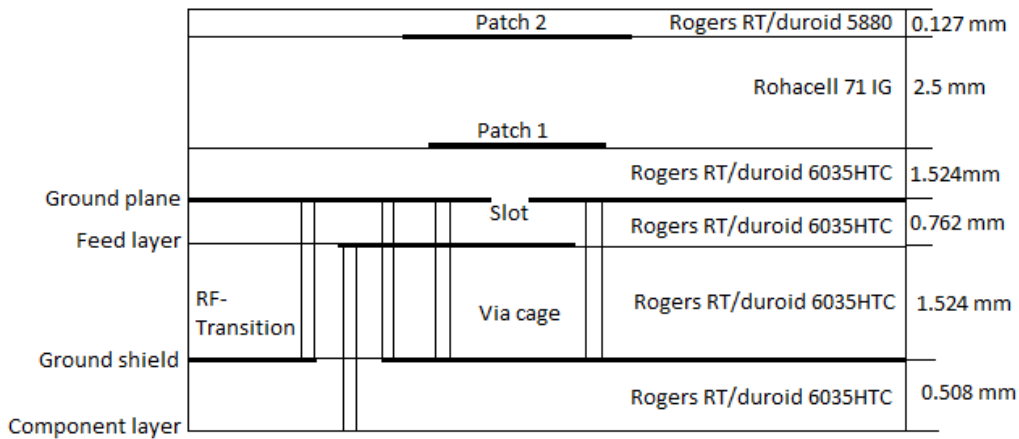 Patch 2 Rogers RT/duroid 5880 0.127 mm
Rohacell 71 IG 2.5 mm
Patch 1
Rogers RT/duroid 6035HTC 1.524mm
Ground plane
Slot
Rogers RT/duroid 6035HTC 0.762 mm
Feed layer
RF-
Transition
Via cage
Rogers RT/duroid 6035HTC 1.524 mm
Ground shield
Rogers RT/duroid 6035HTC 0.508 mm
Component layer